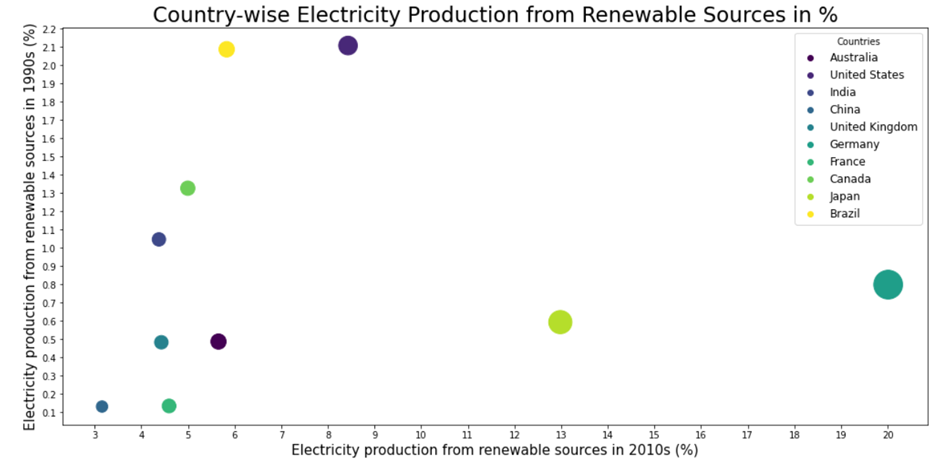 Country-wise Electricity Production from Renewable Sources in %
Electricity production from renewable sources in 1990s (%)
2.2
2.1
2.0
1.9
1.8
1.7
1.6
1.5
1.4
1.3
1.2
1.1
1.0
0.9
0.8
0.7
0.6
0.5
0.4
0.3
0.2
0.1
Countries
Australia
United States
India
China
United Kingdom
Germany
France
Canada
Japan
Brazil
3 4 5 6 7 8 9 10 11 12 13 14 15 16 17 18 19 20
Electricity production from renewable sources in 2010s (%)